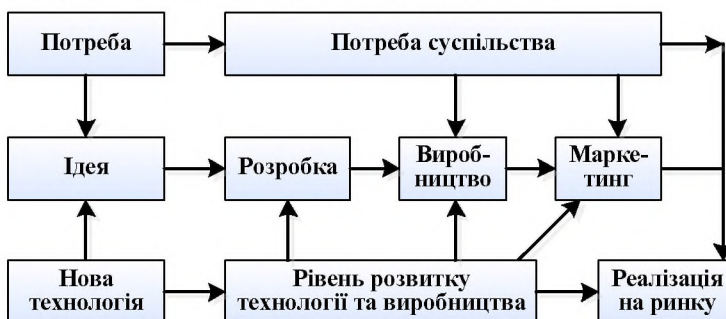 Потреба
Потреба суспільства
Ідея
Розробка
Вироб-
ництво
Марке-
тинг
Нова
технологія
Рівень розвитку
технології та виробництва
Реалізація
на ринку